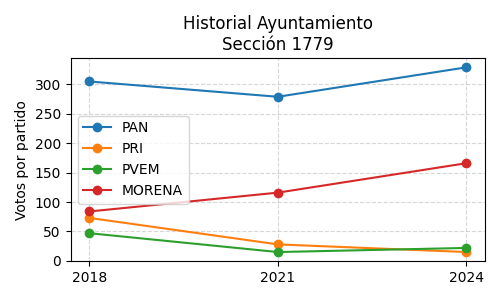 Historial Ayuntamiento
Sección 1779
Votos por partido
300
250
200
150
100
50
0
PAN
PRI
PVEM
MORENA
2018
2021
2024